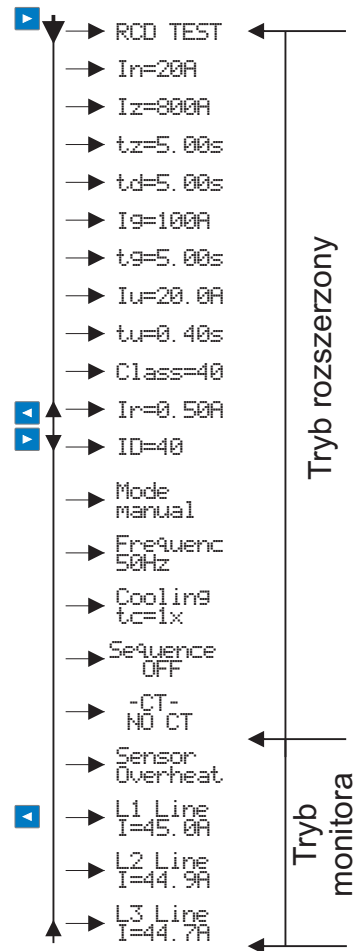 RCD TEST
In=20A
Iz=800A
tz=5.00s
td=5.00s
Ig=100A
tg=5.00s
Iu=20.0A
tu=0.40s
Class=40
Ir=0.50A
ID=40
Mode
manual
Frequenc
50Hz
Cooling
tc=1x
Sequence
OFF
-CT-
NO CT
Sensor
Overheat
L1 Line
I=45.0A
L2 Line
I=44.9A
L3 Line
I=44.7A
Tryb rozszerzony
Tryb
monitora